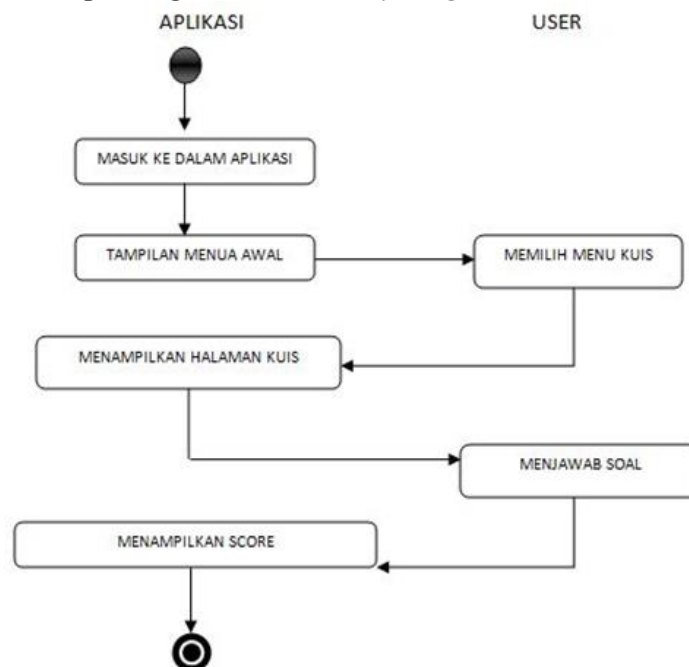 APLIKASI
USER
MASUK KE DALAM APLIKASI
TAMPILAN MENUA AWAL
MEMILIH MENU KUIS
MENAMPILKAN HALAMAN KUIS
MENJAWAB SOAL
MENAMPILKAN SCORE